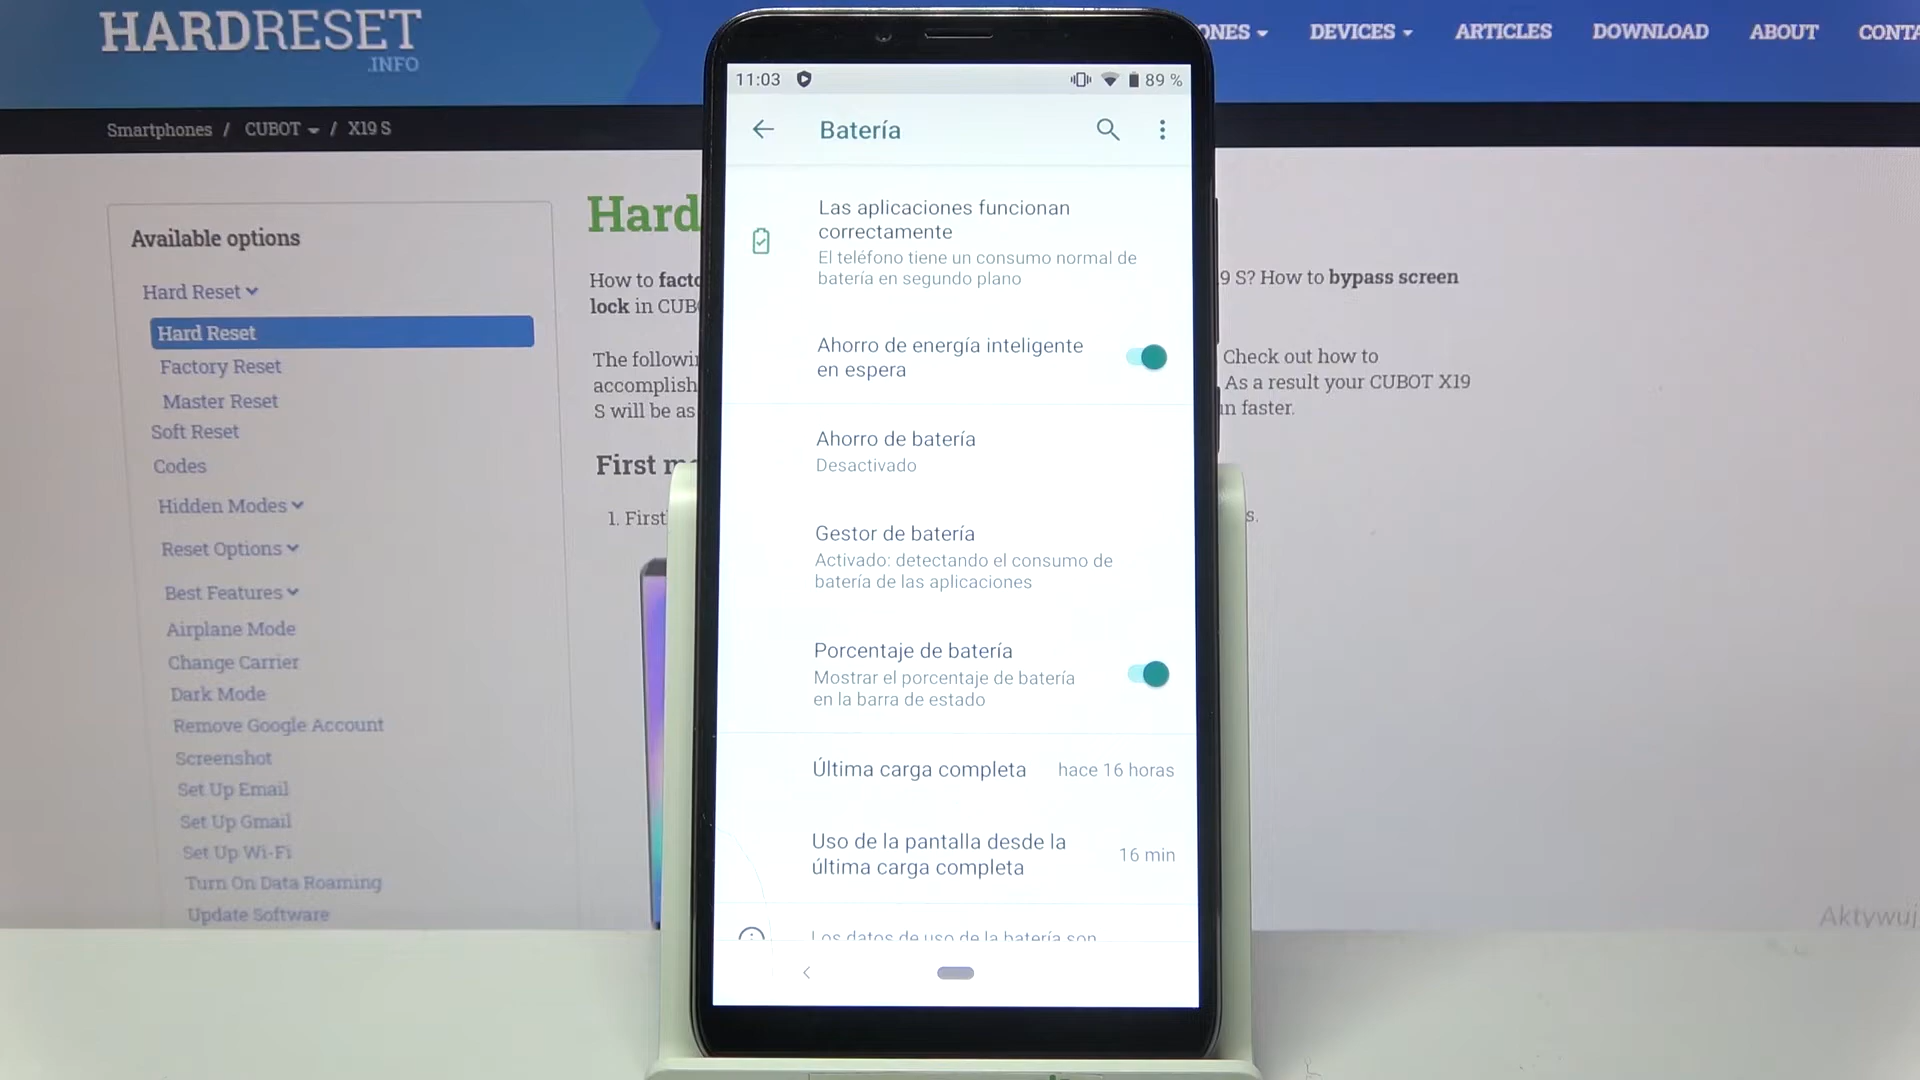 HARDRESET
.INFO
DEVICES
ARTICLES
DOWNLOAD
ABOUT
Smartphones / CUBOT / X19 S
Available options
Hard Reset
Hard Reset
Factory Reset
Master Reset
Soft Reset
Codes
Hidden Modes
Reset Options
Best Features
Airplane Mode
Change Carrier
Dark Mode
Remove Google Account
Screenshot
Set Up Email
Set Up Gmail
Set Up Wi-Fi
Turn On Data Roaming
Update Software
Hard
How to
lock in
The
accomplish
S will be as
First
1. First
9 S? How to bypass screen
Check out how to
As a result your CUBOT X19
faster.
11:03 89 %
Batería
Las aplicaciones funcionan
correctamente
El teléfono tiene un consumo normal de
batería en segundo plano
Ahorro de energía inteligente
en espera
Ahorro de batería
Desactivado
Gestor de batería
Activado: detectando el consumo de
batería de las aplicaciones
Porcentaje de batería
Mostrar el porcentaje de batería
en la barra de estado
Última carga completa hace 16 horas
Uso de la pantalla desde la
última carga completa 16 min
Los datos de uso de la batería son